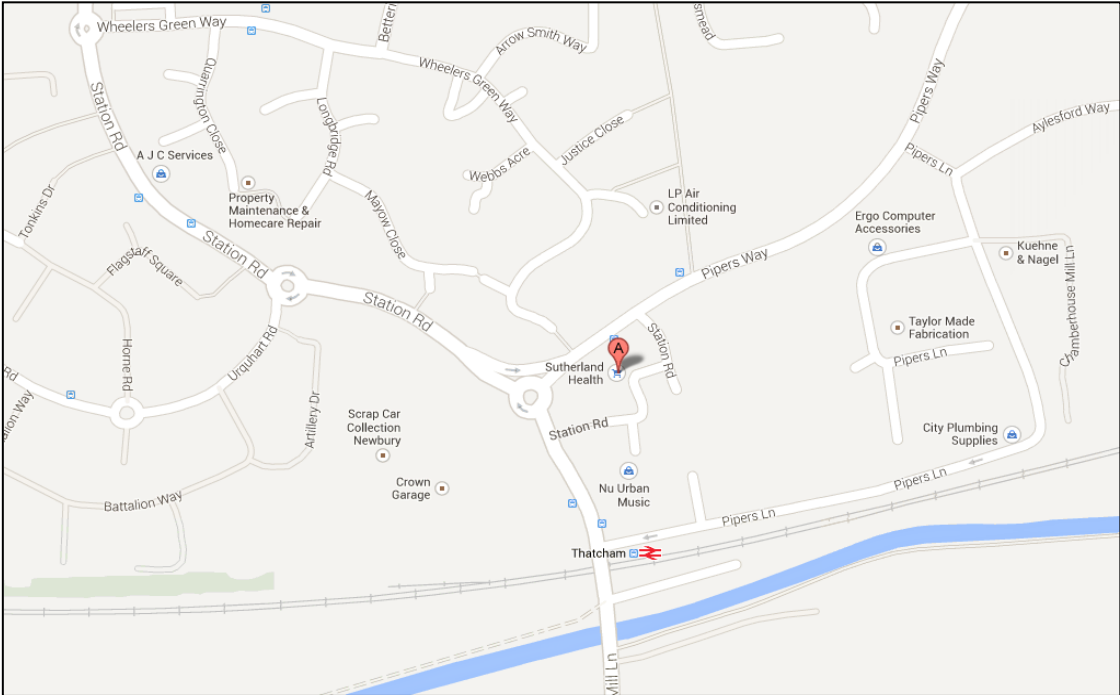 Wheelers Green Way
Betten
Arrow Smith Way
smead
Wheelers Green Way
Pipers Way
Aylesford Way
Quarrington Close
Longbridge Rd
Station Rd
A J C Services
Justice Close
Webbs Acre
Pipers Ln
Tonkins Dr
Property
Maintenance &
Homecare Repair
Mayow Close
LP Air
Conditioning
Limited
Ergo Computer
Accessories
Kuehne
& Nagel
Station Rd
Flagstaff Square
Pipers Way
Chamberhouse Mill Ln
Station Rd
Urquhart Rd
Horne Rd
Rd
alion Way
Artillery Dr
A
Sutherland
Health
Station Rd
Taylor Made
Fabrication
Pipers Ln
Scrap Car
Collection
Newbury
Station Rd
City Plumbing
Supplies
Crown
Garage
Nu Urban
Music
Battalion Way
Pipers Ln
Pipers Ln
Thatcham
Mill Ln